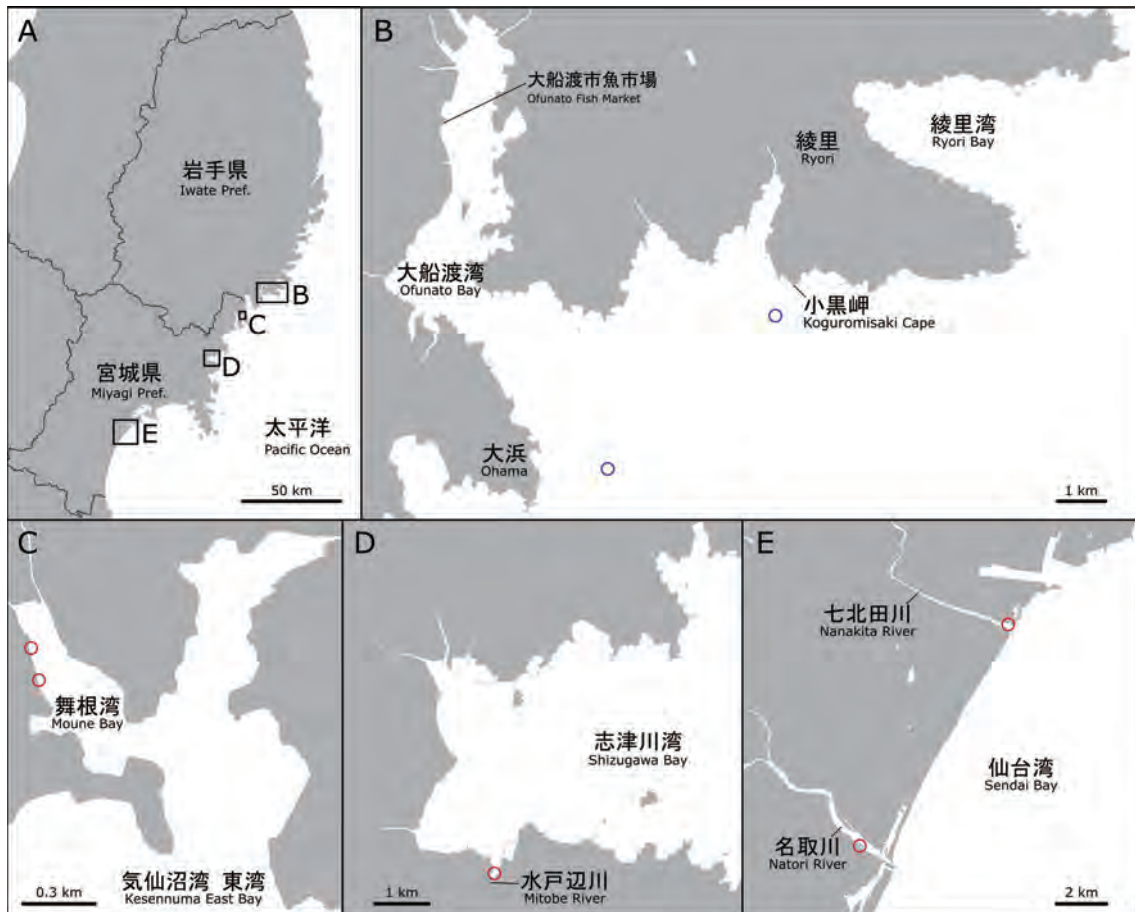 A
岩手県
Iwate Pref.
B
C
D
宮城県
Miyagi Pref.
E
太平洋
Pacific Ocean
50 km
B
大船渡市魚市場
Ofunato Fish Market
綾里
Ryori
綾里湾
Ryori Bay
大船渡湾
Ofunato Bay
小黒岬
Koguromisaki Cape
大浜
Ohama
1 km
C
舞根湾
Moune Bay
気仙沼湾 東湾
Kesennuma East Bay
0.3 km
D
志津川湾
Shizugawa Bay
水戸辺川
Mitobe River
1 km
E
七北田川
Nanakita River
仙台湾
Sendai Bay
名取川
Natori River
2 km